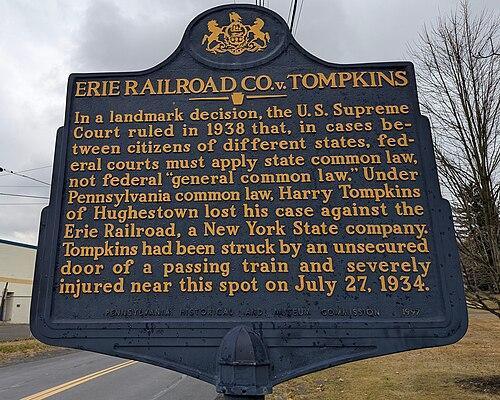 ERIE RAILROAD CO. v. TOMPKINS
In a landmark decision, the U.S. Supreme
Court ruled in 1938 that, in cases be-
tween citizens of different states, fed-
eral courts must apply state common law,
not federal "general common law." Under
Pennsylvania common law, Harry Tompkins
of Hughestown lost his case against the
Erie Railroad, a New York State company.
Tompkins had been struck by an unsecured
door of a passing train and severely
injured near this spot on July 27, 1934.
PENNSYLVANIA HISTORICAL AND MUSEUM COMMISSION 1997